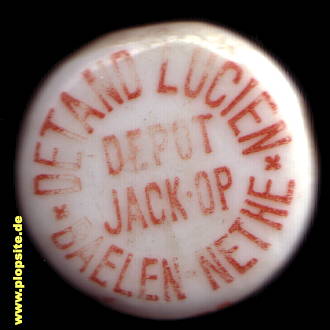 DETAND LUCIEN
DEPOT
JACK-OP
* BAELEN-NETHE *
www.plopsite.de